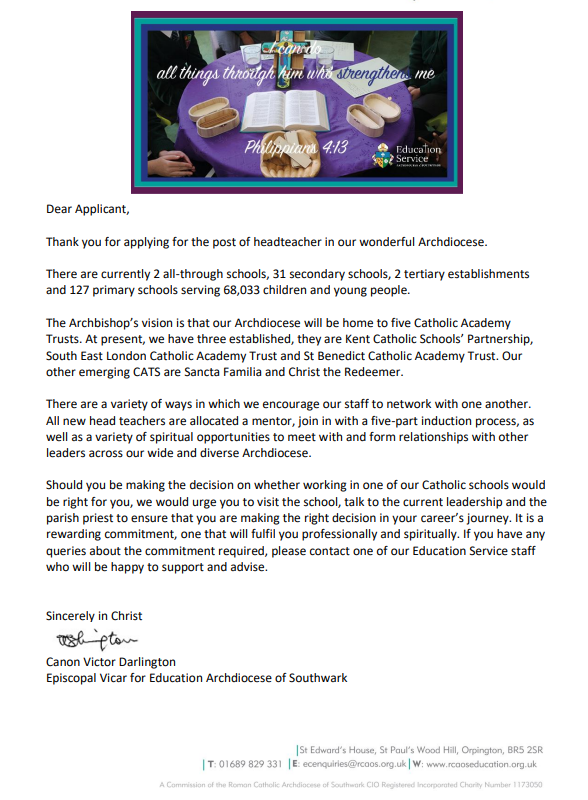 I can do
all things through him who strengthens me
Philippians 4:13
Education
Service
Dear Applicant,
Thank you for applying for the post of headteacher in our wonderful Archdiocese.
There are currently 2 all-through schools, 31 secondary schools, 2 tertiary establishments
and 127 primary schools serving 68,033 children and young people.
The Archbishop’s vision is that our Archdiocese will be home to five Catholic Academy
Trusts. At present, we have three established, they are Kent Catholic Schools’ Partnership,
South East London Catholic Academy Trust and St Benedict Catholic Academy Trust. Our
other emerging CATS are Sancta Familia and Christ the Redeemer.
There are a variety of ways in which we encourage our staff to network with one another.
All new head teachers are allocated a mentor, join in with a five-part induction process, as
well as a variety of spiritual opportunities to meet with and form relationships with other
leaders across our wide and diverse Archdiocese.
Should you be making the decision on whether working in one of our Catholic schools would
be right for you, we would urge you to visit the school, talk to the current leadership and the
parish priest to ensure that you are making the right decision in your career’s journey. It is a
rewarding commitment, one that will fulfil you professionally and spiritually. If you have any
queries about the commitment required, please contact one of our Education Service staff
who will be happy to support and advise.
Sincerely in Christ
Canon Victor Darlington
Episcopal Vicar for Education Archdiocese of Southwark
|St Edward’s House, St Paul’s Wood Hill, Orpington, BR5 2SR
|T: 01689 829 331 |E: ecenquiries@rcaos.org.uk|W: www.rcaoseducation.org.uk
A Commission of the Roman Catholic Archdiocese of Southwark CIO Registered Incorporated Charity Number 1173050